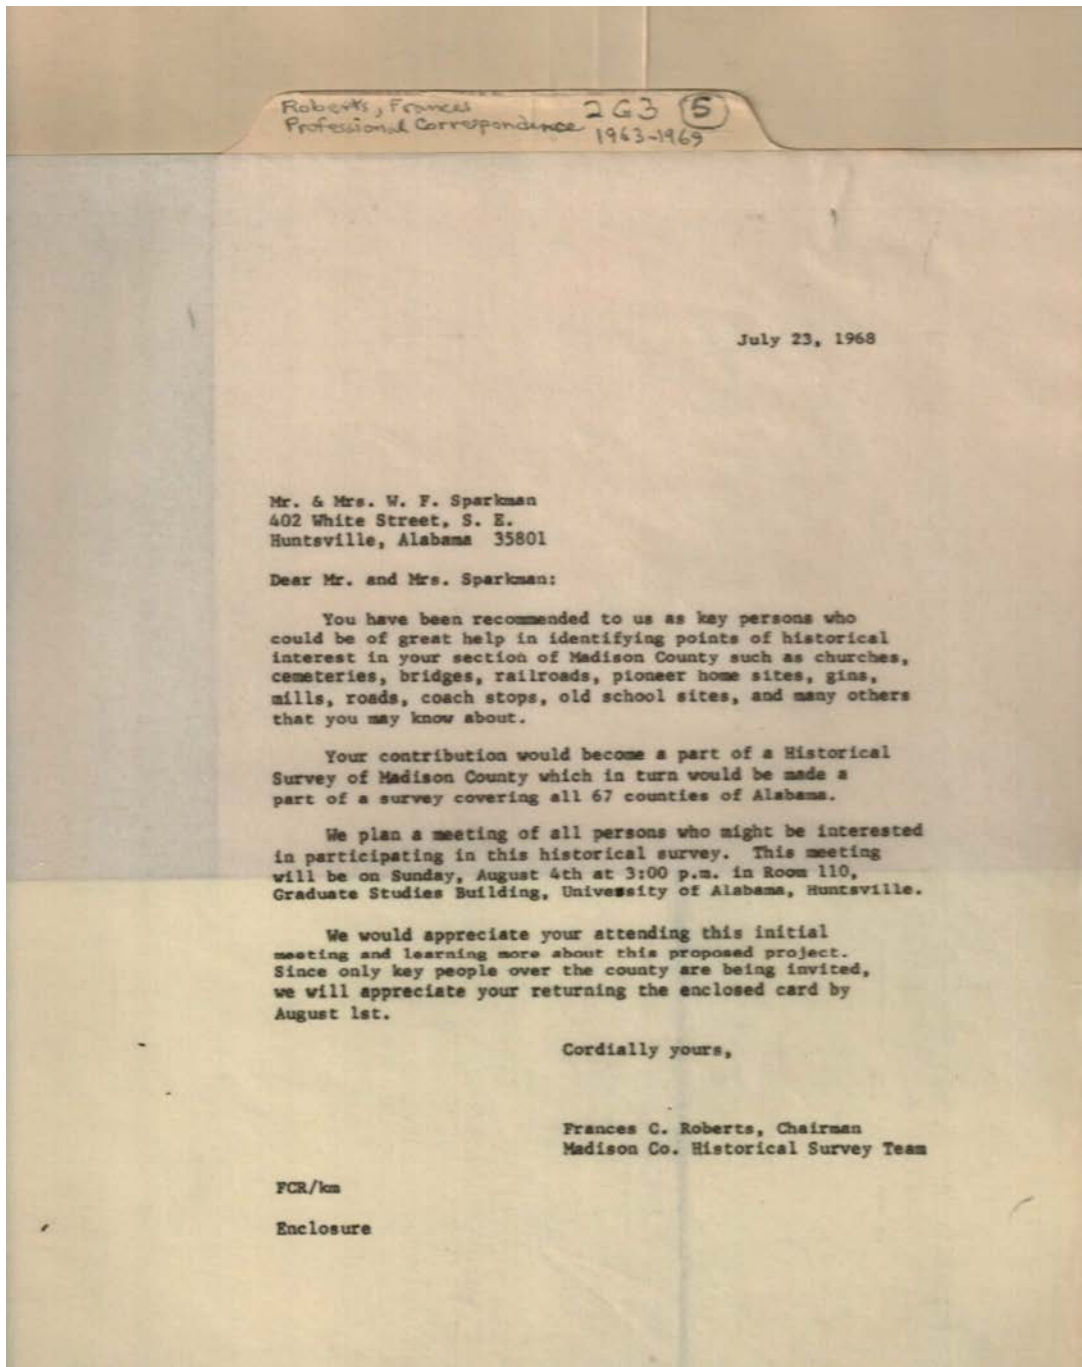 Roberts, Frances 2G3 5
Professional Correspondence 1963-1969
July 23, 1968
Mr. & Mrs. W. F. Sparkman
402 White Street, S. E.
Huntsville, Alabama 35801
Dear Mr. and Mrs. Sparkman:
You have been recommended to us as key persons who
could be of great help in identifying points of historical
interest in your section of Madison County such as churches,
cemeteries, bridges, railroads, pioneer home sites, gins,
mills, roads, coach stops, old school sites, and many others
that you may know about.
Your contribution would become a part of a Historical
Survey of Madison County which in turn would be made a
part of a survey covering all 67 counties of Alabama.
We plan a meeting of all persons who might be interested
in participating in this historical survey. This meeting
will be on Sunday, August 4th at 3:00 p.m. in Room 110,
Graduate Studies Building, University of Alabama, Huntsville.
We would appreciate your attending this initial
meeting and learning more about this proposed project.
Since only key people over the county are being invited,
we will appreciate your returning the enclosed card by
August 1st.
Cordially yours,
Frances C. Roberts, Chairman
Madison Co. Historical Survey Team
FCR/km
Enclosure